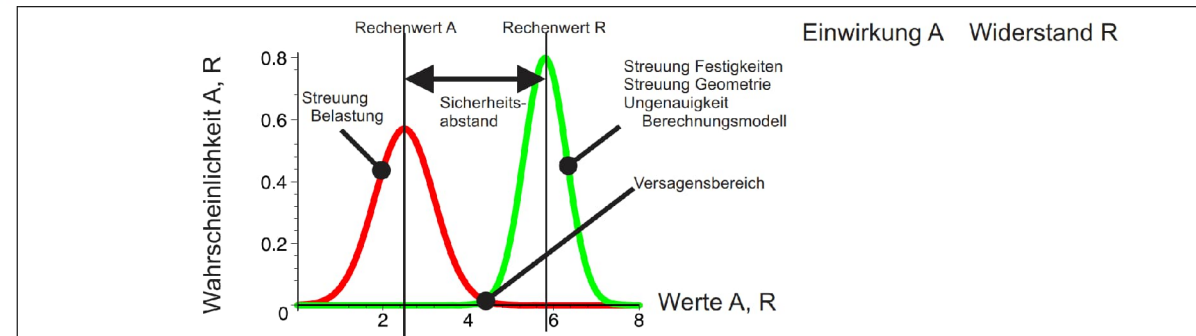 Rechenwert A
Rechenwert R
Einwirkung A Widerstand R
Wahrscheinlichkeit A, R
0.8
0.6
0.4
0.2
0
Streuung
Belastung
Sicherheits-
abstand
Streuung Festigkeiten
Streuung Geometrie
Ungenauigkeit
Berechnungsmodell
Versagensbereich
2
4
6
8
Werte A, R